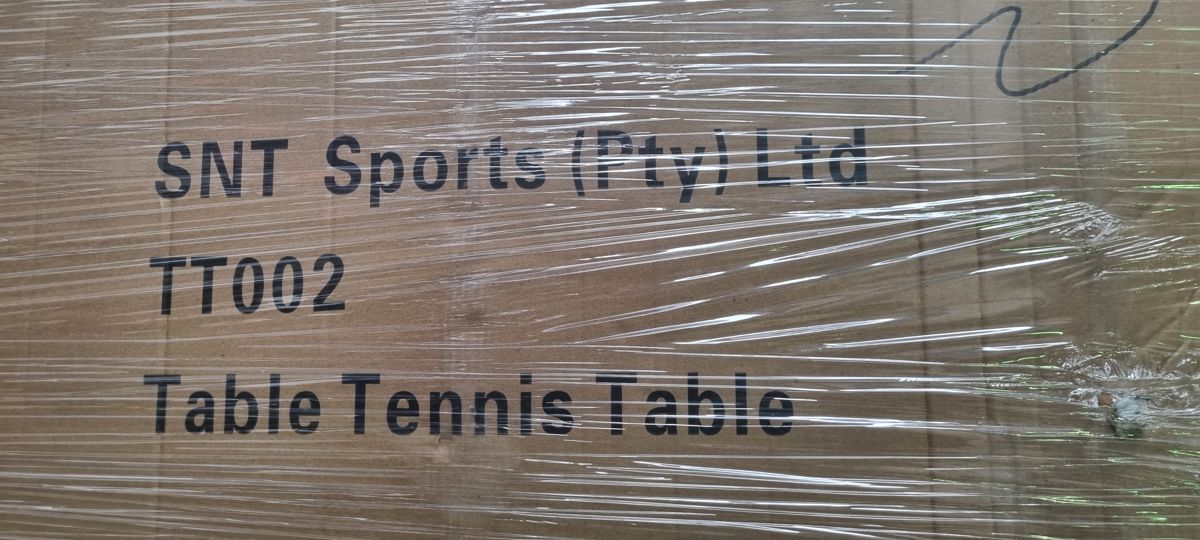 SNT Sports (Pty) Ltd
TT002
Table Tennis Table